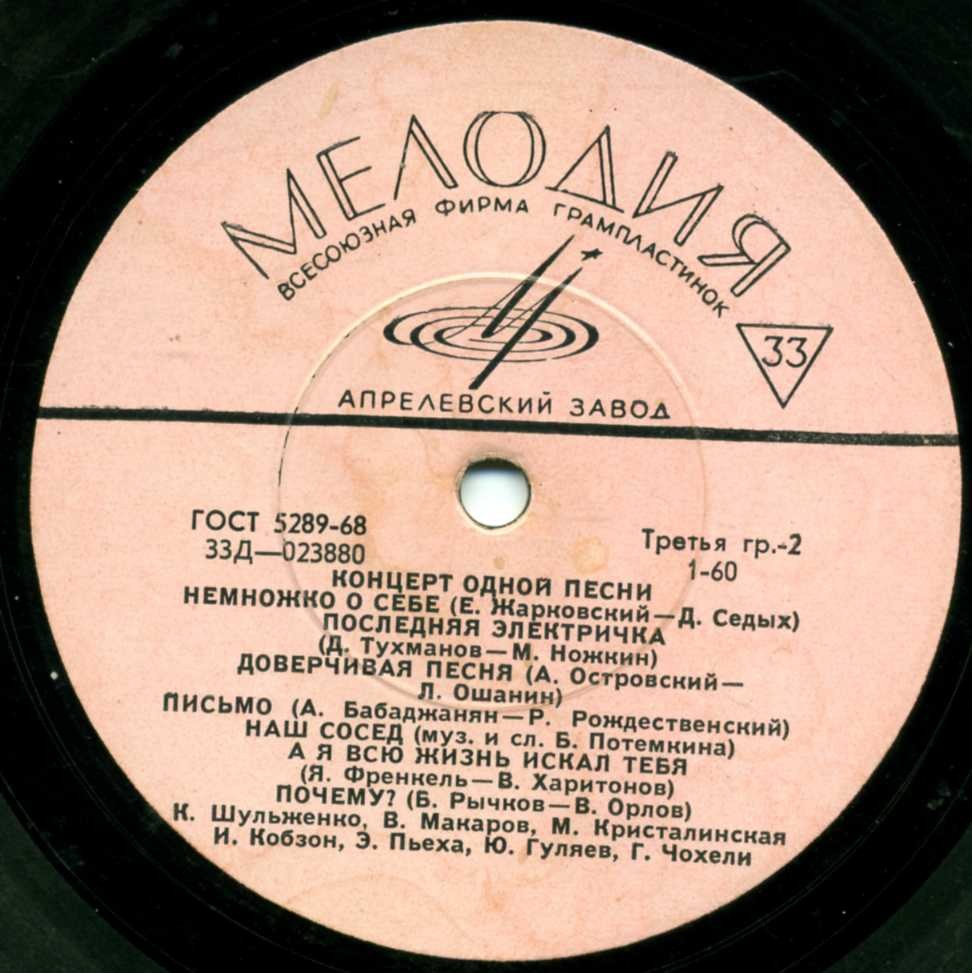 МЕЛОДИЯ
ВСЕСОЮЗНАЯ ФИРМА ГРАМПЛАСТИНОК
33
АПРЕЛЕВСКИЙ ЗАВОД
ГОСТ 5289-68
Третья гр.-2
33Д—023880
1-60
КОНЦЕРТ ОДНОЙ ПЕСНИ
НЕМНОЖКО О СЕБЕ (Е. Жарковский—Д. Седых)
ПОСЛЕДНЯЯ ЭЛЕКТРИЧКА
(Д. Тухманов—М. Ножкин)
ДОВЕРЧИВАЯ ПЕСНЯ (А. Островский—
Л. Ошанин)
ПИСЬМО (А. Бабаджанян—Р. Рождественский)
НАШ СОСЕД (муз. и сл. Б. Потемкина)
А Я ВСЮ ЖИЗНЬ ИСКАЛ ТЕБЯ
(Я. Френкель—В. Харитонов)
ПОЧЕМУ? (Б. Рычков—В. Орлов)
К. Шульженко, В. Макаров, М. Кристалинская
И. Кобзон, Э. Пьеха, Ю. Гуляев, Г. Чохели